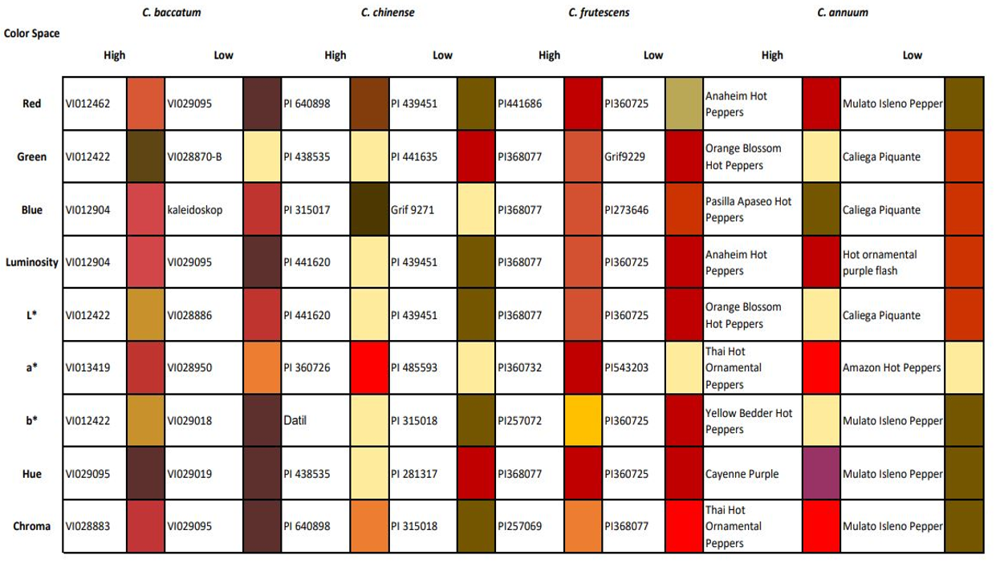 C. baccatum C. chinense C. frutescens C. annuum
Color Space
High Low High Low High Low High Low
Red VI012462 VI029095 PI 640898 PI 439451 PI441686 PI360725 Anaheim Hot Peppers Mulato Isleno Pepper
Green VI012422 VI028870-B PI 438535 PI 441635 PI368077 Grif9229 Orange Blossom Hot Peppers Caliega Piquante
Blue VI012904 kaleidoskop PI 315017 Grif 9271 PI368077 PI273646 Pasilla Apaseo Hot Peppers Caliega Piquante
Luminosity VI012904 VI029095 PI 441620 PI 439451 PI368077 PI360725 Anaheim Hot Peppers Hot ornamental purple flash
L* VI012422 VI028886 PI 441620 PI 439451 PI368077 PI360725 Orange Blossom Hot Peppers Caliega Piquante
a* VI013419 VI028950 PI 360726 PI 485593 PI360732 PI543203 Thai Hot Ornamental Peppers Amazon Hot Peppers
b* VI012422 VI029018 Datil PI 315018 PI257072 PI360725 Yellow Bedder Hot Peppers Mulato Isleno Pepper
Hue VI029095 VI029019 PI 438535 PI 281317 PI368077 PI360725 Cayenne Purple Mulato Isleno Pepper
Chroma VI028883 VI029095 PI 640898 PI 315018 PI257069 PI368077 Thai Hot Ornamental Peppers Mulato Isleno Pepper